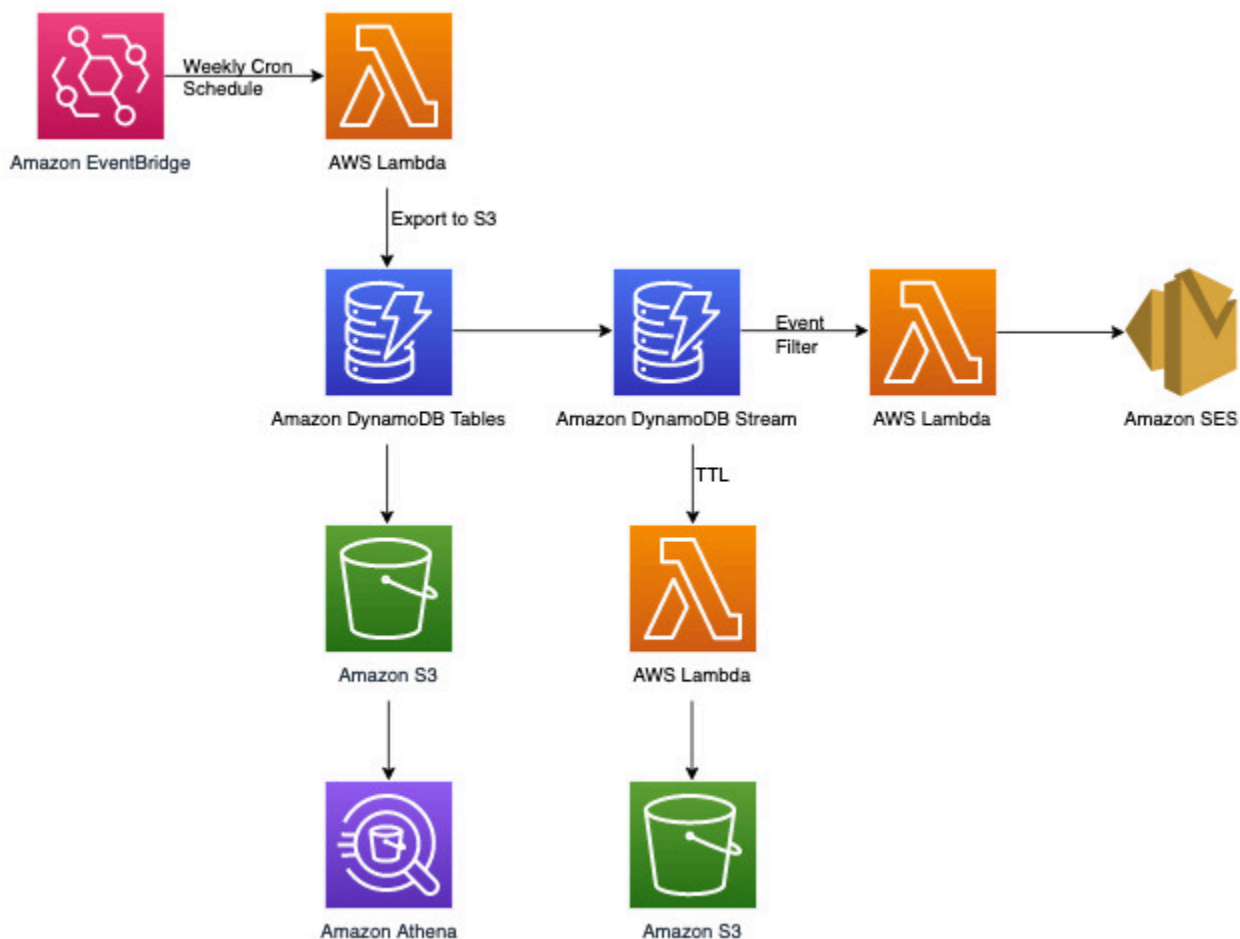 Weekly Cron
Schedule
Amazon EventBridge
AWS Lambda
Export to S3
Event
Filter
Amazon DynamoDB Tables
Amazon DynamoDB Stream
AWS Lambda
Amazon SES
TTL
Amazon S3
AWS Lambda
Amazon Athena
Amazon S3